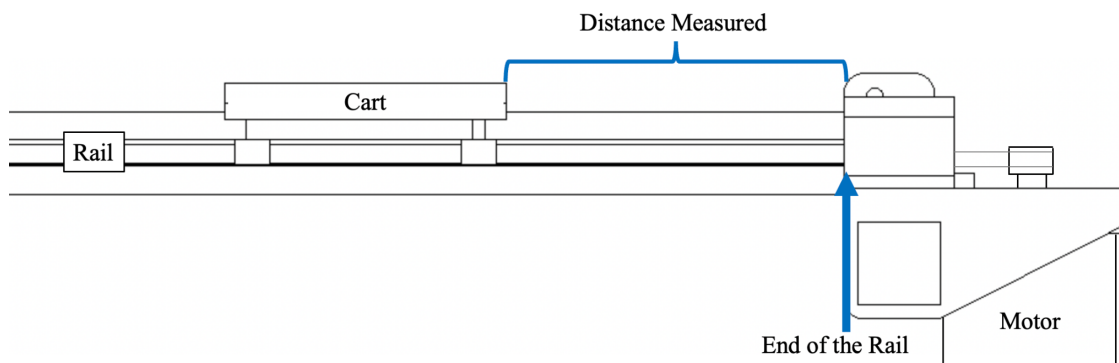 Distance Measured
Cart
Rail
Motor
End of the Rail